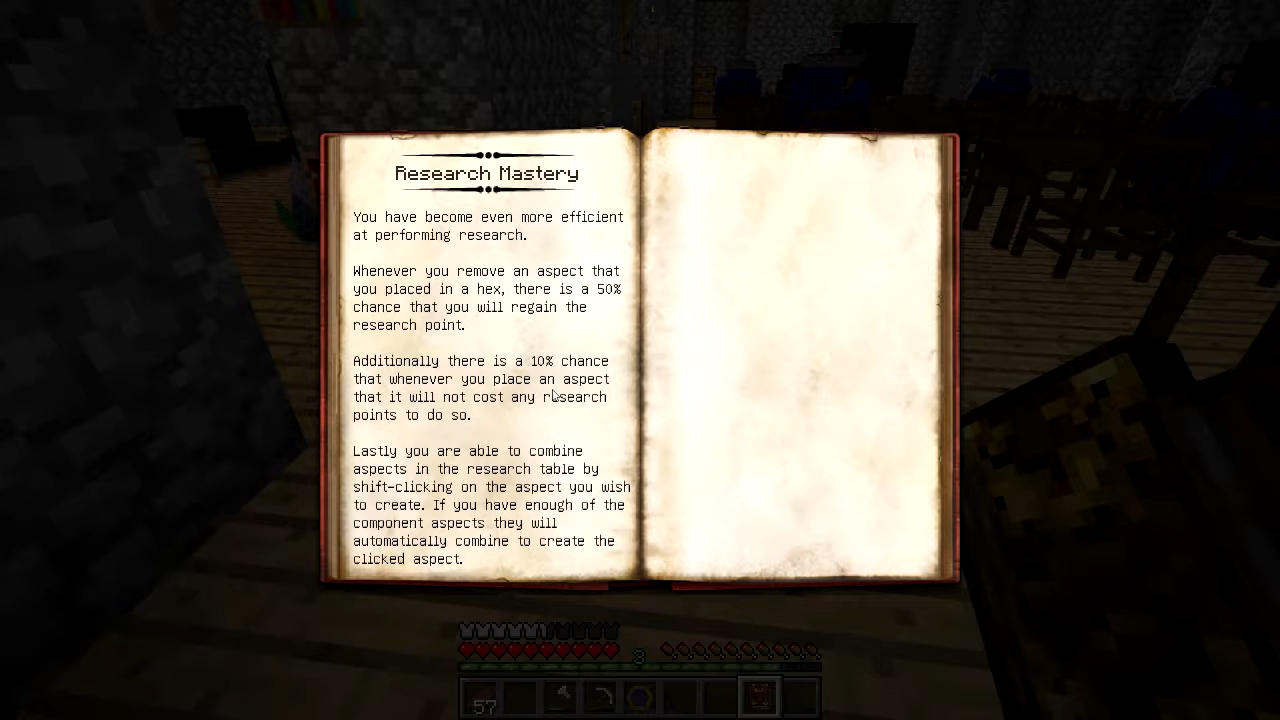 Research Mastery
You have become even more efficient
at performing research.
Whenever you remove an aspect that
you placed in a hex, there is a 50%
chance that you will regain the
research point.
Additionally there is a 10% chance
that whenever you place an aspect
that it will not cost any research
points to do so.
Lastly you are able to combine
aspects in the research table by
shift-clicking on the aspect you wish
to create. If you have enough of the
component aspects they will
automatically combine to create the
clicked aspect.
3
57